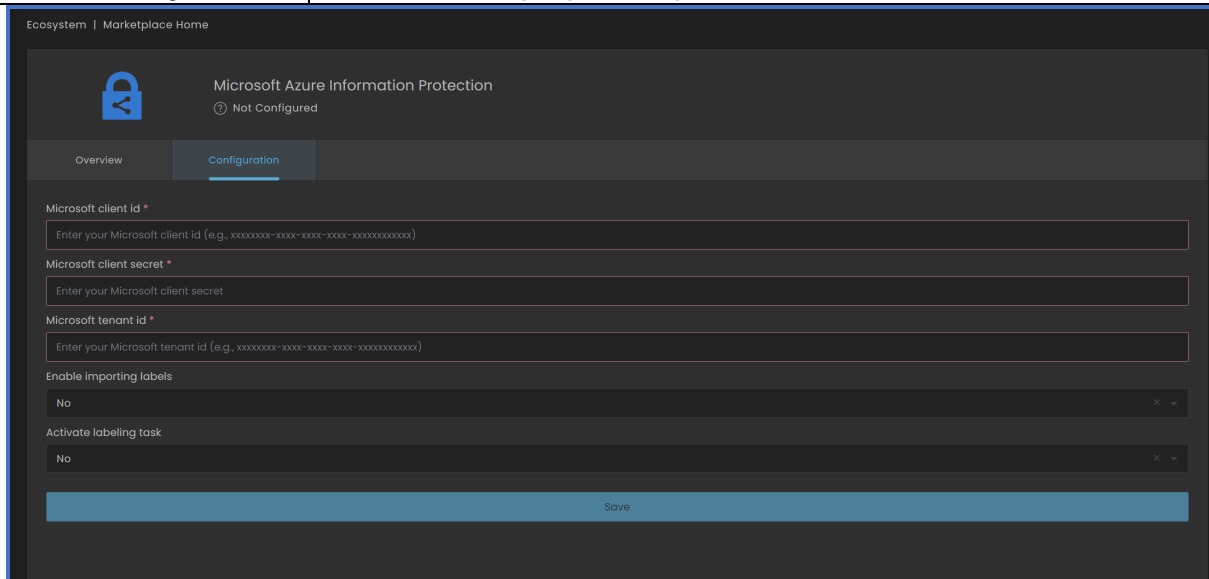 Ecosystem | Marketplace Home
Microsoft Azure Information Protection
? Not Configured
Overview
Configuration
Microsoft client id *
Enter your Microsoft client id (e.g., xxxxxxxx-xxxx-xxxx-xxxx-xxxxxxxxxxxx)
Microsoft client secret *
Enter your Microsoft client secret
Microsoft tenant id *
Enter your Microsoft tenant id (e.g., xxxxxxxx-xxxx-xxxx-xxxx-xxxxxxxxxxxx)
Enable importing labels
No
Activate labeling task
No
Save